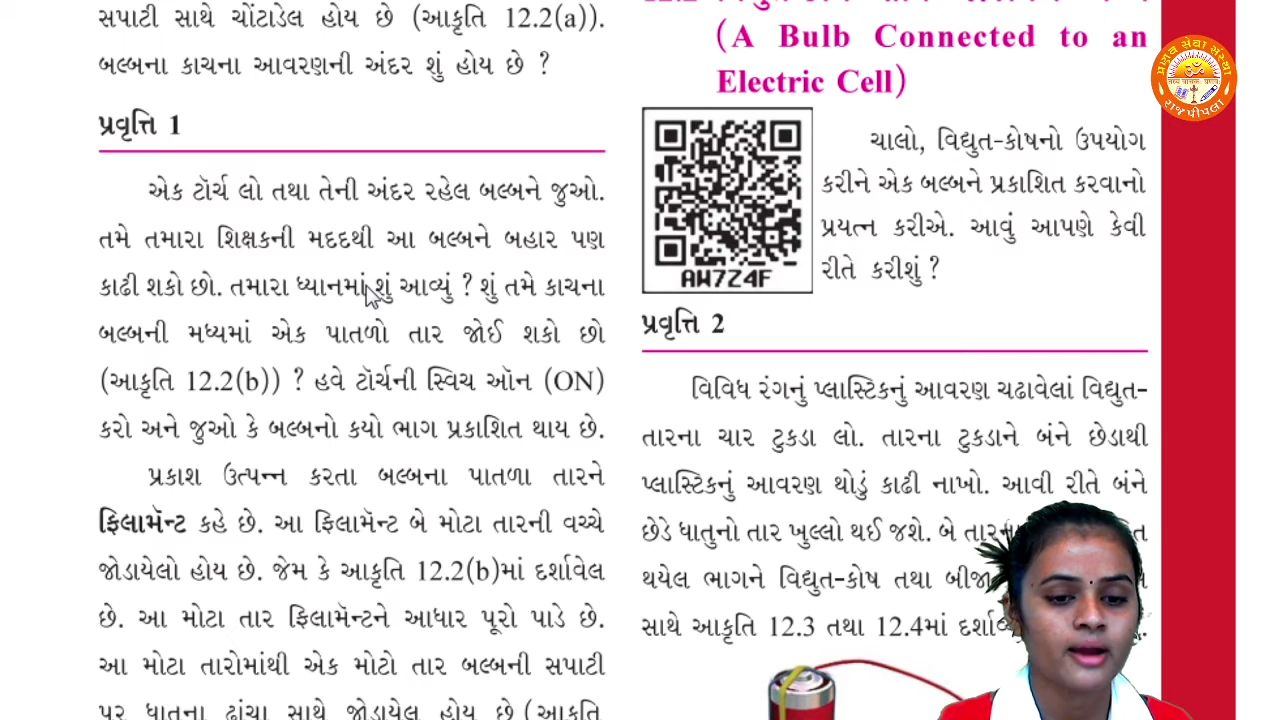 સપાટી સાથે ચોંટાડેલ હોય છે (આકૃતિ 12.2(a)).
બલ્બના કાચના આવરણની અંદર શું હોય છે ?
પ્રવૃત્તિ 1
એક ટૉર્ચ લો તથા તેની અંદર રહેલ બલ્બને જુઓ.
તમે તમારા શિક્ષકની મદદથી આ બલ્બને બહાર પણ
કાઢી શકો છો. તમારા ધ્યાનમાં શું આવ્યું ? શું તમે કાચના
બલ્બની મધ્યમાં એક પાતળો તાર જોઈ શકો છો
(આકૃતિ 12.2(b)) ? હવે ટૉર્ચની સ્વિચ ઑન (ON)
કરો અને જુઓ કે બલ્બનો કયો ભાગ પ્રકાશિત થાય છે.
પ્રકાશ ઉત્પન્ન કરતા બલ્બના પાતળા તારને
ફિલામૅન્ટ કહે છે. આ ફિલામૅન્ટ બે મોટા તારની વચ્ચે
જોડાયેલો હોય છે. જેમ કે આકૃતિ 12.2(b)માં દર્શાવેલ
છે. આ મોટા તાર ફિલામૅન્ટને આધાર પૂરો પાડે છે.
આ મોટા તારોમાંથી એક મોટો તાર બલ્બની સપાટી
પર ધાતુના ઢાંચા સાથે જોડાયેલ હોય છે (આકૃતિ
(A Bulb Connected to an
Electric Cell)
AW7Z4F
ચાલો, વિદ્યુત-કોષનો ઉપયોગ
કરીને એક બલ્બને પ્રકાશિત કરવાનો
પ્રયત્ન કરીએ. આવું આપણે કેવી
રીતે કરીશું ?
પ્રવૃત્તિ 2
વિવિધ રંગનું પ્લાસ્ટિકનું આવરણ ચઢાવેલાં વિદ્યુત-
તારના ચાર ટુકડા લો. તારના ટુકડાને બંને છેડાથી
પ્લાસ્ટિકનું આવરણ થોડું કાઢી નાખો. આવી રીતે બંને
છેડે ધાતુનો તાર ખુલ્લો થઈ જશે. બે
થયેલ ભાગને વિદ્યુત-કોષ તથા
સાથે આકૃતિ 12.3 તથા 12.4માં
પ્રણવ સેવા સંસ્થા
રાજપીપલા